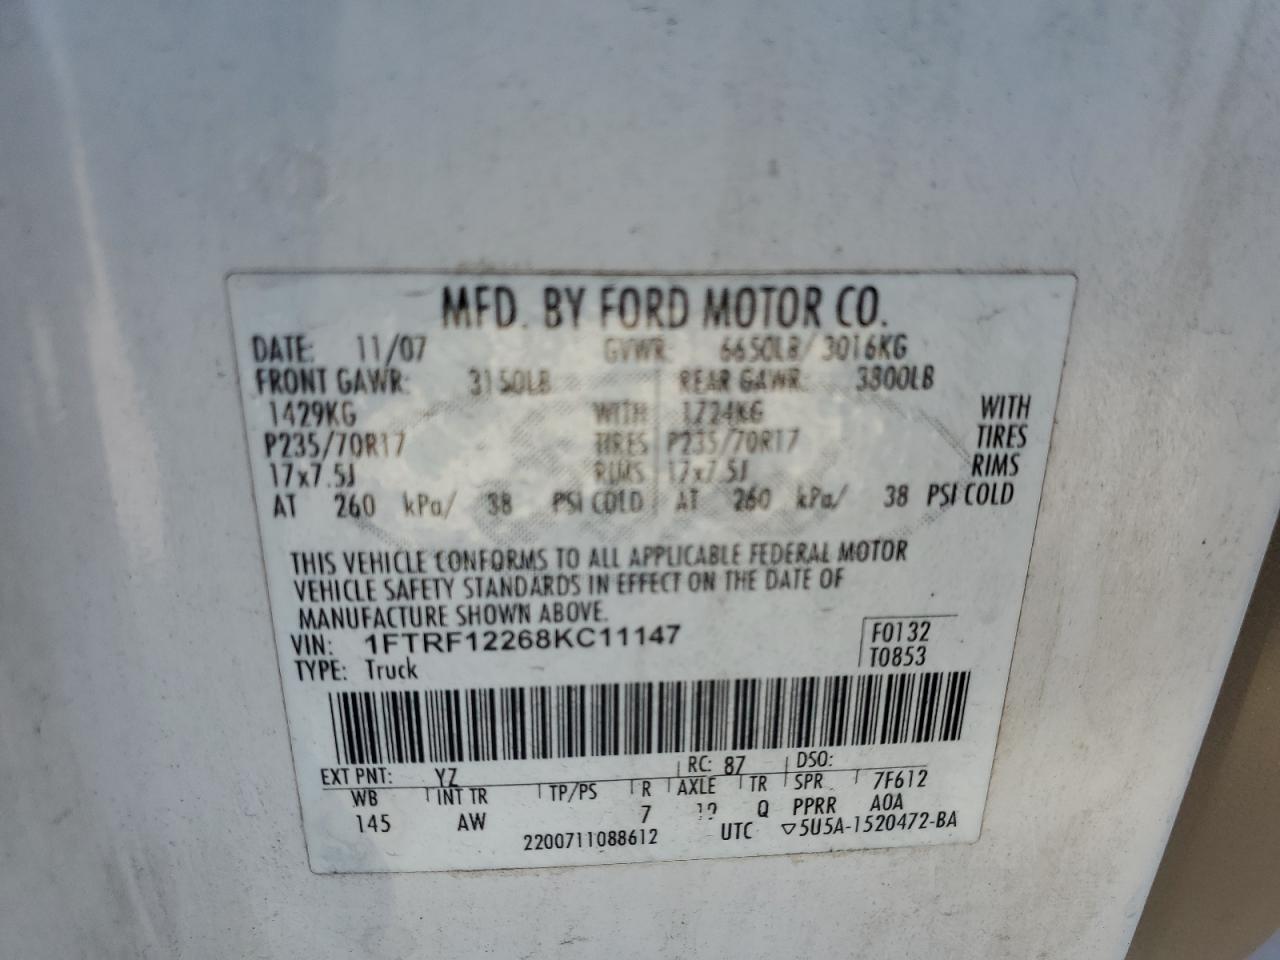 MFD. BY FORD MOTOR CO.
DATE: 11/07 GVWR: 6650LB/ 3016KG
FRONT GAWR: 3150LB REAR GAWR: 3800LB
1429KG WITH 1724KG WITH
P235/70R17 TIRES P235/70R17 TIRES
17x7.5J RIMS 17x7.5J RIMS
AT 260 kPa/ 38 PSI COLD AT 260 kPa/ 38 PSI COLD
THIS VEHICLE CONFORMS TO ALL APPLICABLE FEDERAL MOTOR
VEHICLE SAFETY STANDARDS IN EFFECT ON THE DATE OF
MANUFACTURE SHOWN ABOVE.
VIN: 1FTRF12268KC11147 F0132
TYPE: Truck T0853
EXT PNT: YZ RC: 87 DSO:
WB INT TR TP/PS R AXLE TR SPR 7F612
145 AW 7 Q PPRR A0A
2200711088612 UTC ▽5U5A-1520472-BA